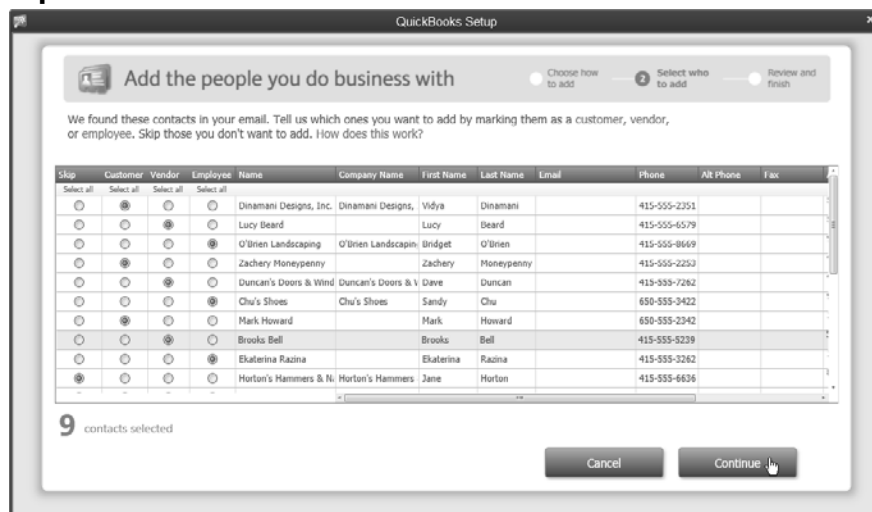 QuickBooks Setup
Add the people you do business with
Choose how to add
2 Select who to add
Review and finish
We found these contacts in your email. Tell us which ones you want to add by marking them as a customer, vendor,
or employee. Skip those you don't want to add. How does this work?
Skip Customer Vendor Employee Name Company Name First Name Last Name Email Phone Alt Phone Fax
Select all Select all Select all Select all
Dinamani Designs, Inc. Dinamani Designs, Vidya Dinamani 415-555-2351
Lucy Beard Lucy Beard 415-555-6579
O'Brien Landscaping O'Brien Landscapin Bridget O'Brien 415-555-8669
Zachery Moneypenny Zachery Moneypenny 415-555-2253
Duncan's Doors & Wind Duncan's Doors & Dave Duncan 415-555-7262
Chu's Shoes Chu's Shoes Sandy Chu 650-555-3422
Mark Howard Mark Howard 650-555-2342
Brooks Bell Brooks Bell 415-555-5239
Ekaterina Razina Ekaterina Razina 415-555-3262
Horton's Hammers & Horton's Hammers Jane Horton 415-555-6636
9 contacts selected
Cancel Continue